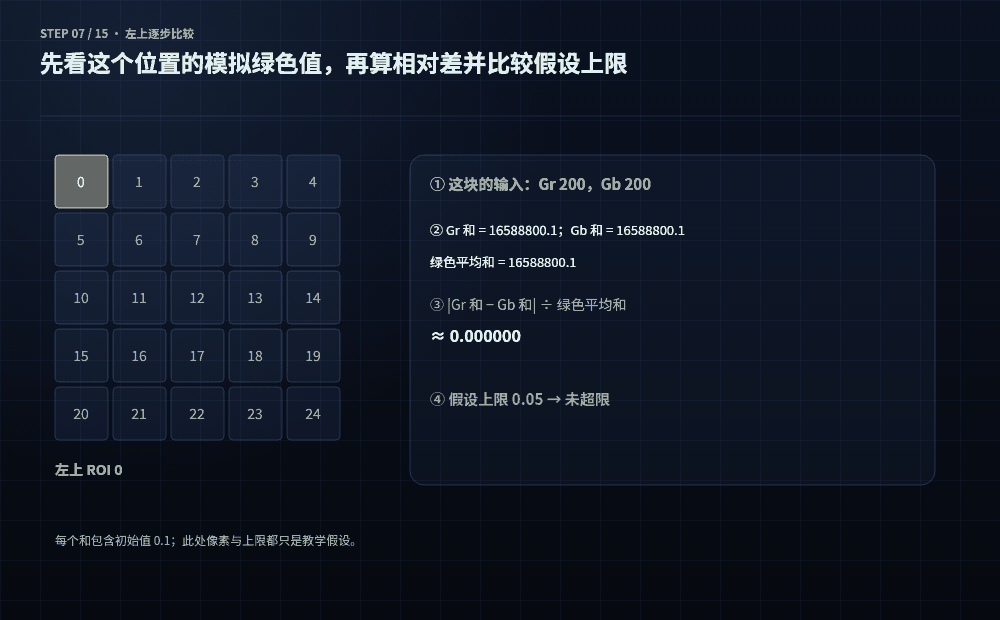 STEP 07 / 15 • 左上逐步比较
先看这个位置的模拟绿色值，再算相对差并比较假设上限
0 1 2 3 4
5 6 7 8 9
10 11 12 13 14
15 16 17 18 19
20 21 22 23 24
左上 ROI 0
① 这块的输入：Gr 200，Gb 200
② Gr 和 = 16588800.1；Gb 和 = 16588800.1
绿色平均和 = 16588800.1
③ |Gr 和 − Gb 和| ÷ 绿色平均和
≈ 0.000000
④ 假设上限 0.05 → 未超限
每个和包含初始值 0.1；此处像素与上限都只是教学假设。